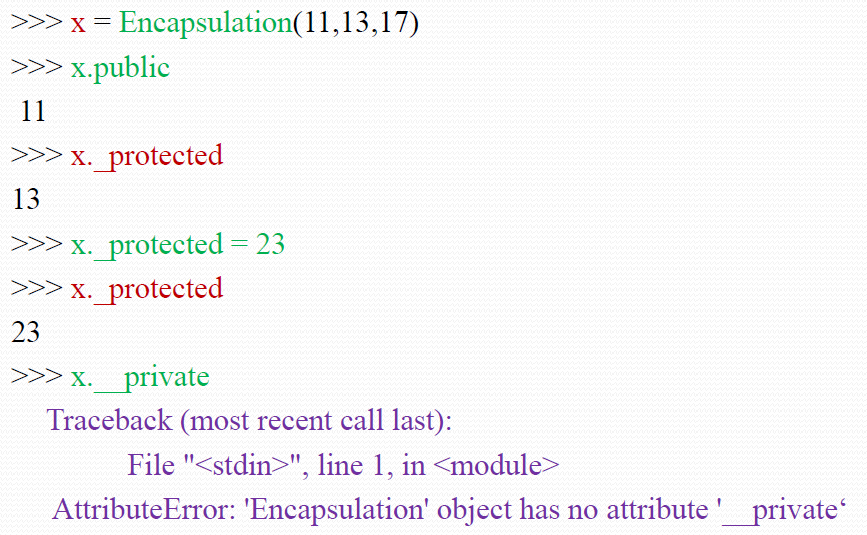 >>> x = Encapsulation(11,13,17)
>>> x.public
11
>>> x._protected
13
>>> x._protected = 23
>>> x._protected
23
>>> x.__private
Traceback (most recent call last):
File "<stdin>", line 1, in <module>
AttributeError: 'Encapsulation' object has no attribute '__private‘